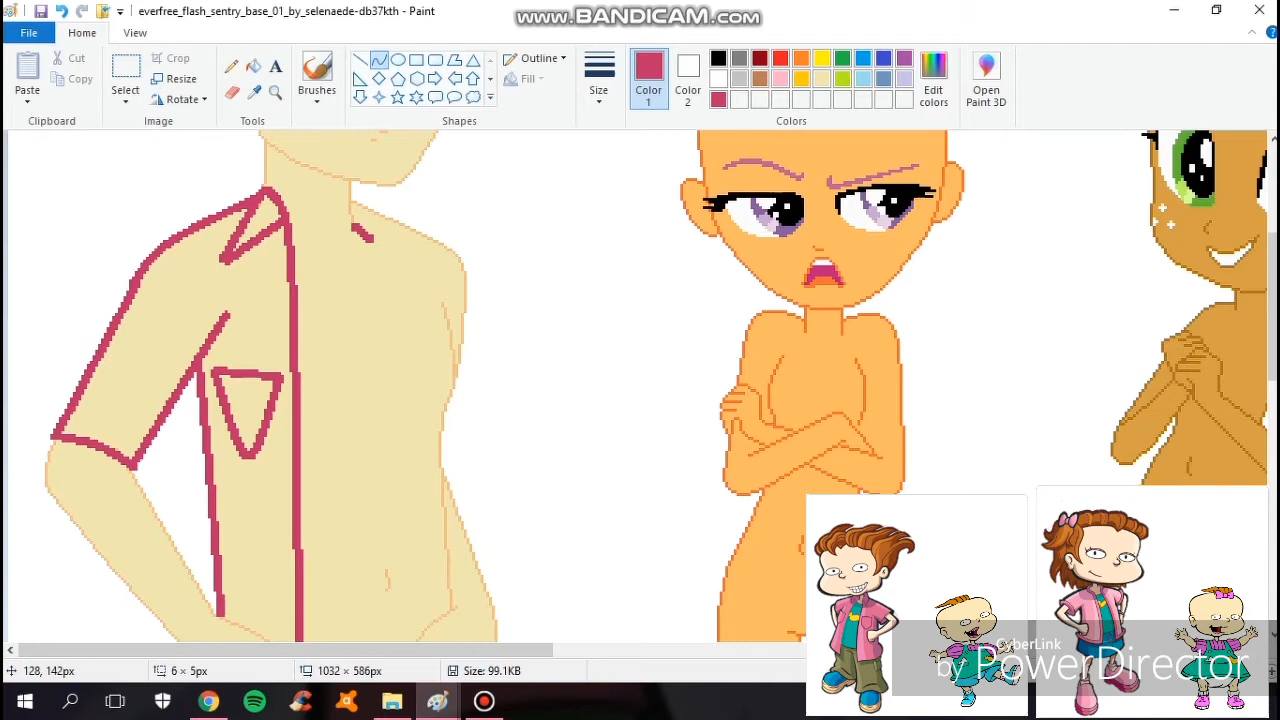 everfree_flash_sentry_base_01_by_selenaede-db37kth - Paint
www.BANDICAM.com
File
Home
View
Paste
Cut
Copy
Clipboard
Select
Crop
Resize
Rotate
Image
Tools
Brushes
Shapes
Outline
Fill
Size
Color
1
Color
2
Colors
Edit
colors
Open
Paint 3D
CyberLink
by PowerDirector
128, 142px
6 × 5px
1032 × 586px
Size: 99.1KB